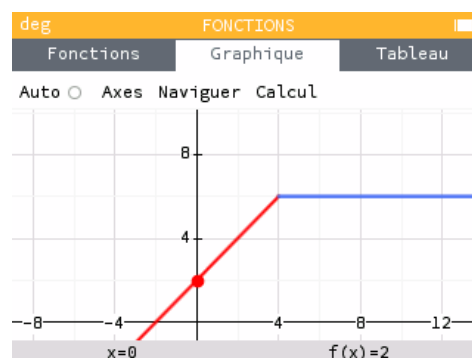 deg FONCTIONS
Fonctions Graphique Tableau
Auto Axes Naviguer Calcul
8
4
-8 -4 4 8 12
x=0 f(x)=2